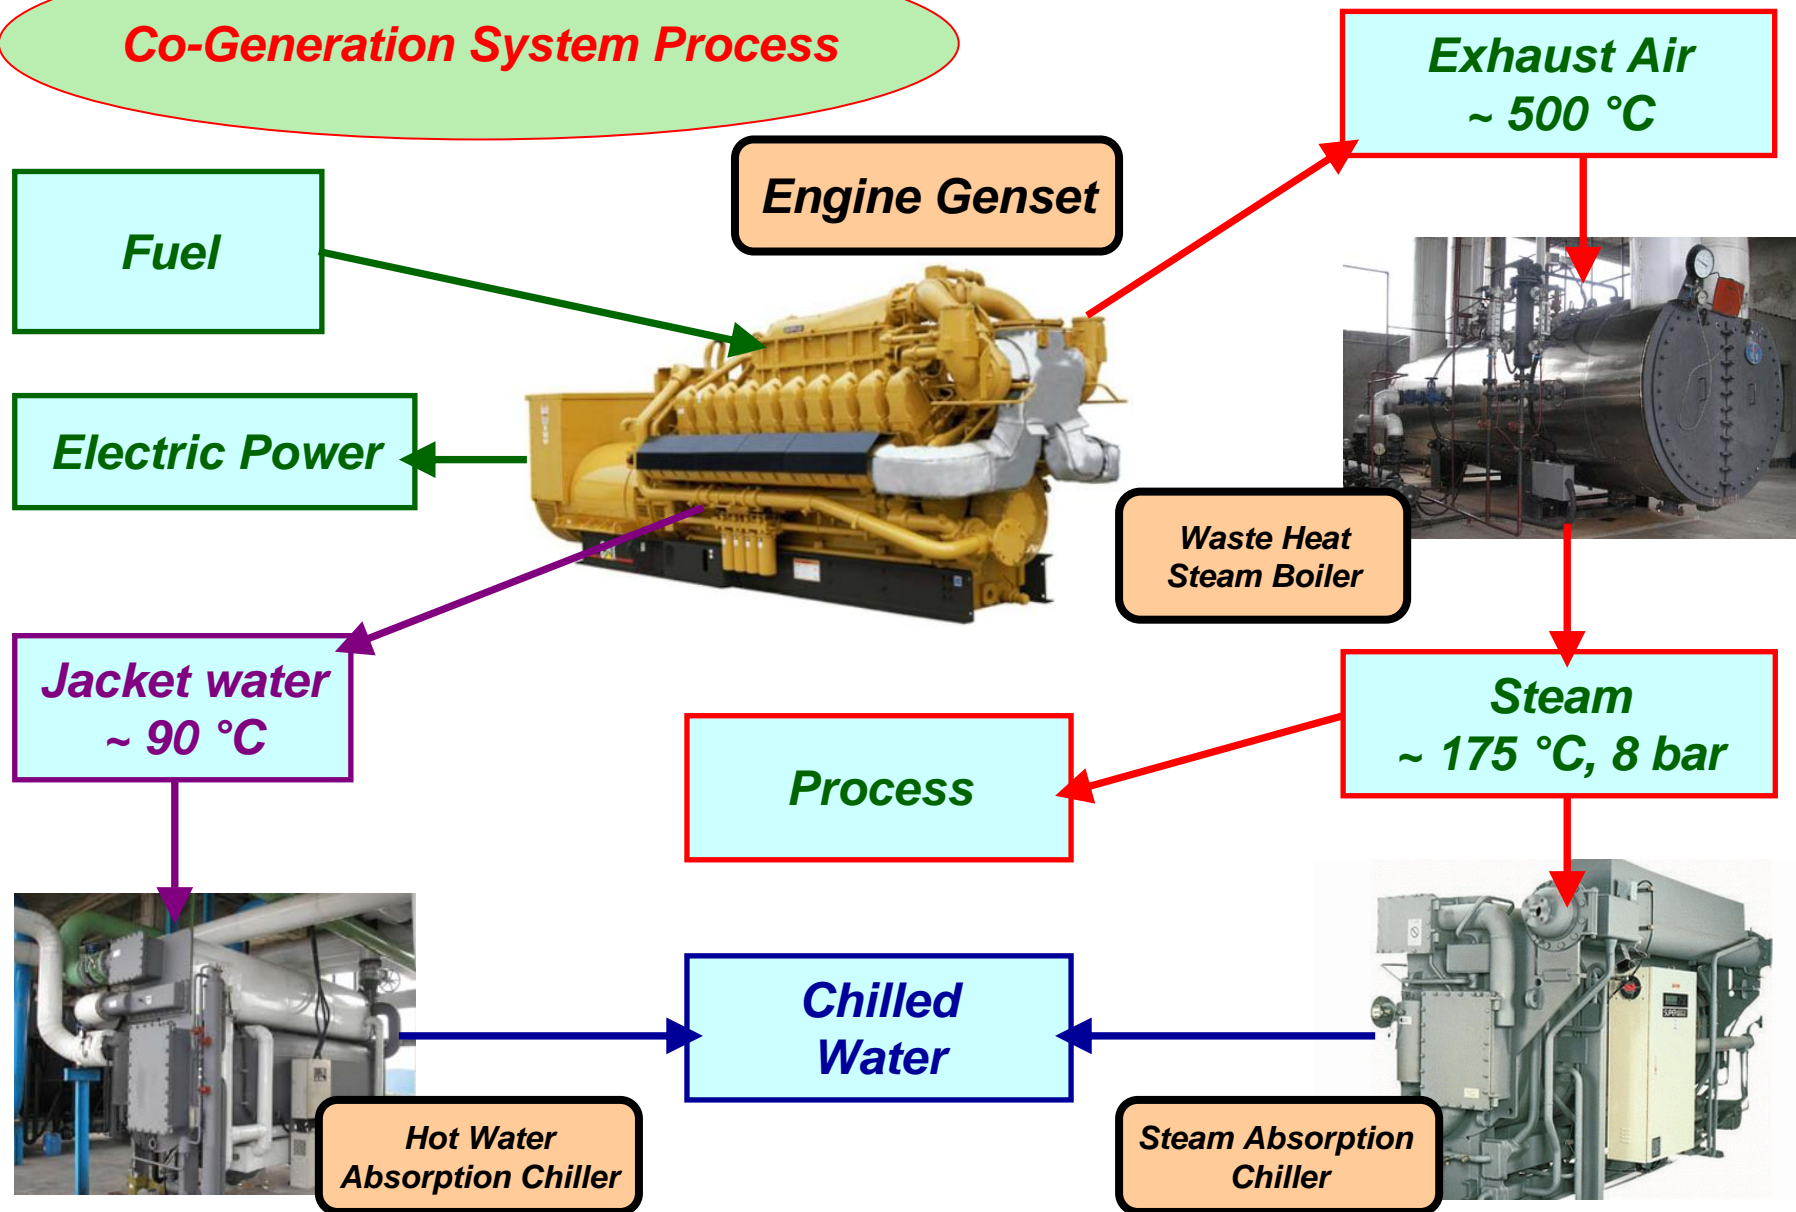 Co-Generation System Process
Exhaust Air
~ 500 °C
Engine Genset
Fuel
Electric Power
Waste Heat
Steam Boiler
Jacket water
~ 90 °C
Steam
~ 175 °C, 8 bar
Process
Chilled
Water
Hot Water
Absorption Chiller
Steam Absorption
Chiller